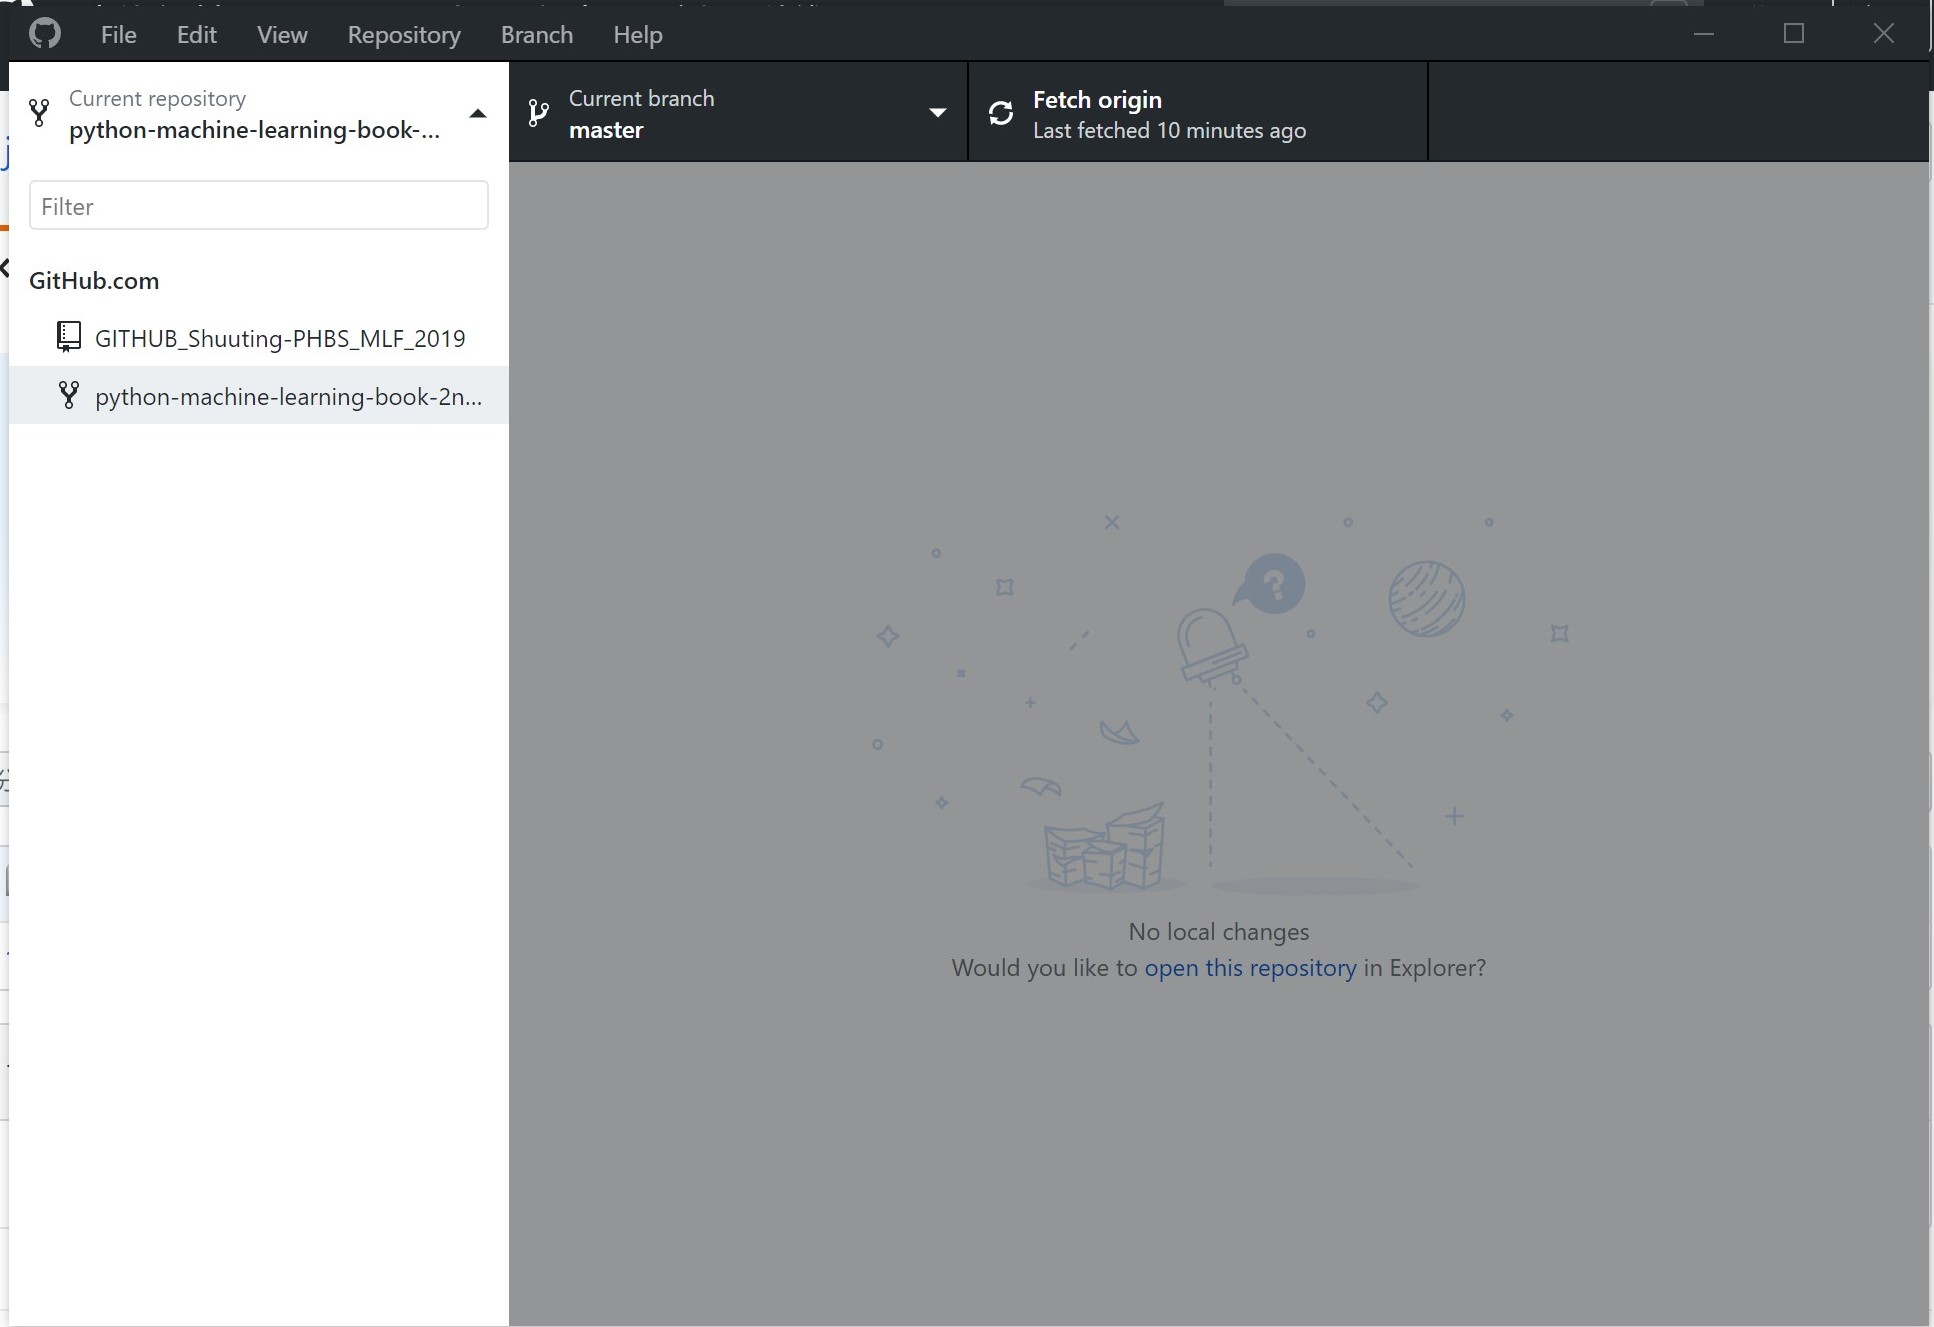 File Edit View Repository Branch Help
Current repository
python-machine-learning-book-...
Current branch
master
Fetch origin
Last fetched 10 minutes ago
Filter
GitHub.com
GITHUB_Shuuting-PHBS_MLF_2019
python-machine-learning-book-2n...
?
No local changes
Would you like to open this repository in Explorer?